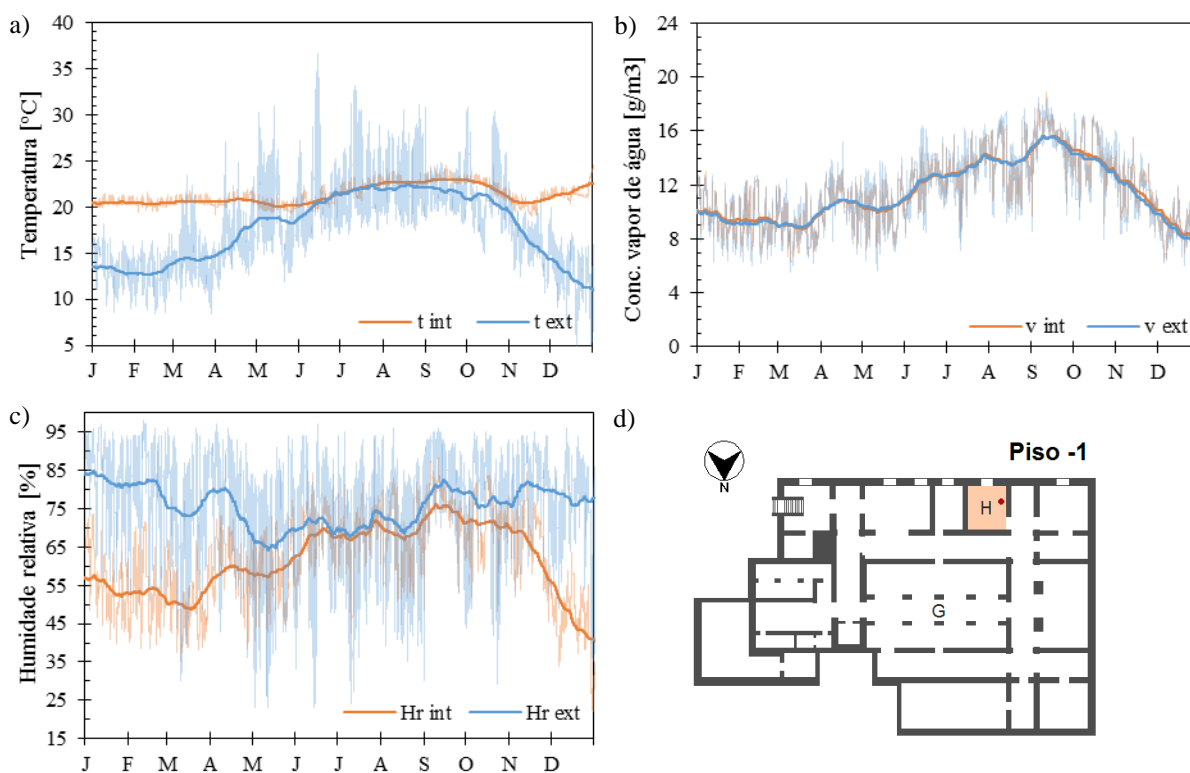 a)
Temperatura [ºC]
40
35
30
25
20
15
10
5
t int
t ext
J F M A M J J A S O N D
b)
Conc. vapor de água [g/m3]
24
20
16
12
8
4
0
v int
v ext
J F M A M J J A S O N D
c)
Humidade relativa [%]
95
85
75
65
55
45
35
25
15
Hr int
Hr ext
J F M A M J J A S O N D
d)
Piso -1
N
H
G